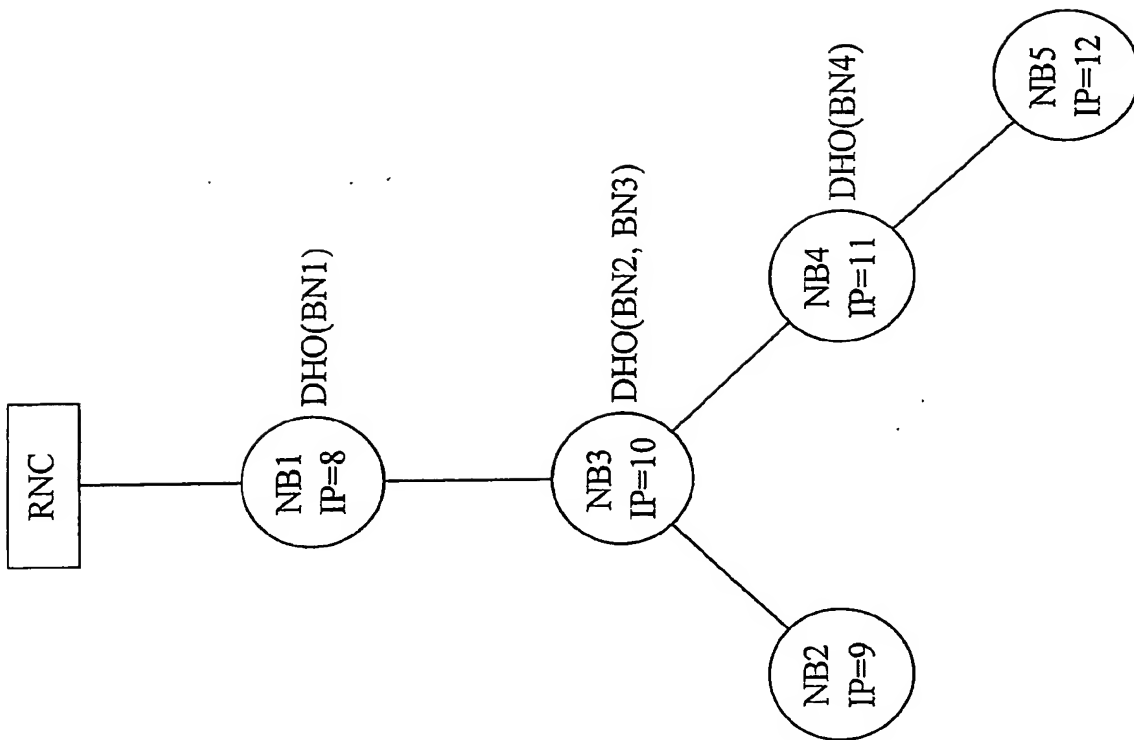 RNC
NB1
IP=8
DHO(BN1)
NB3
IP=10
DHO(BN2, BN3)
NB2
IP=9
NB4
IP=11
DHO(BN4)
NB5
IP=12